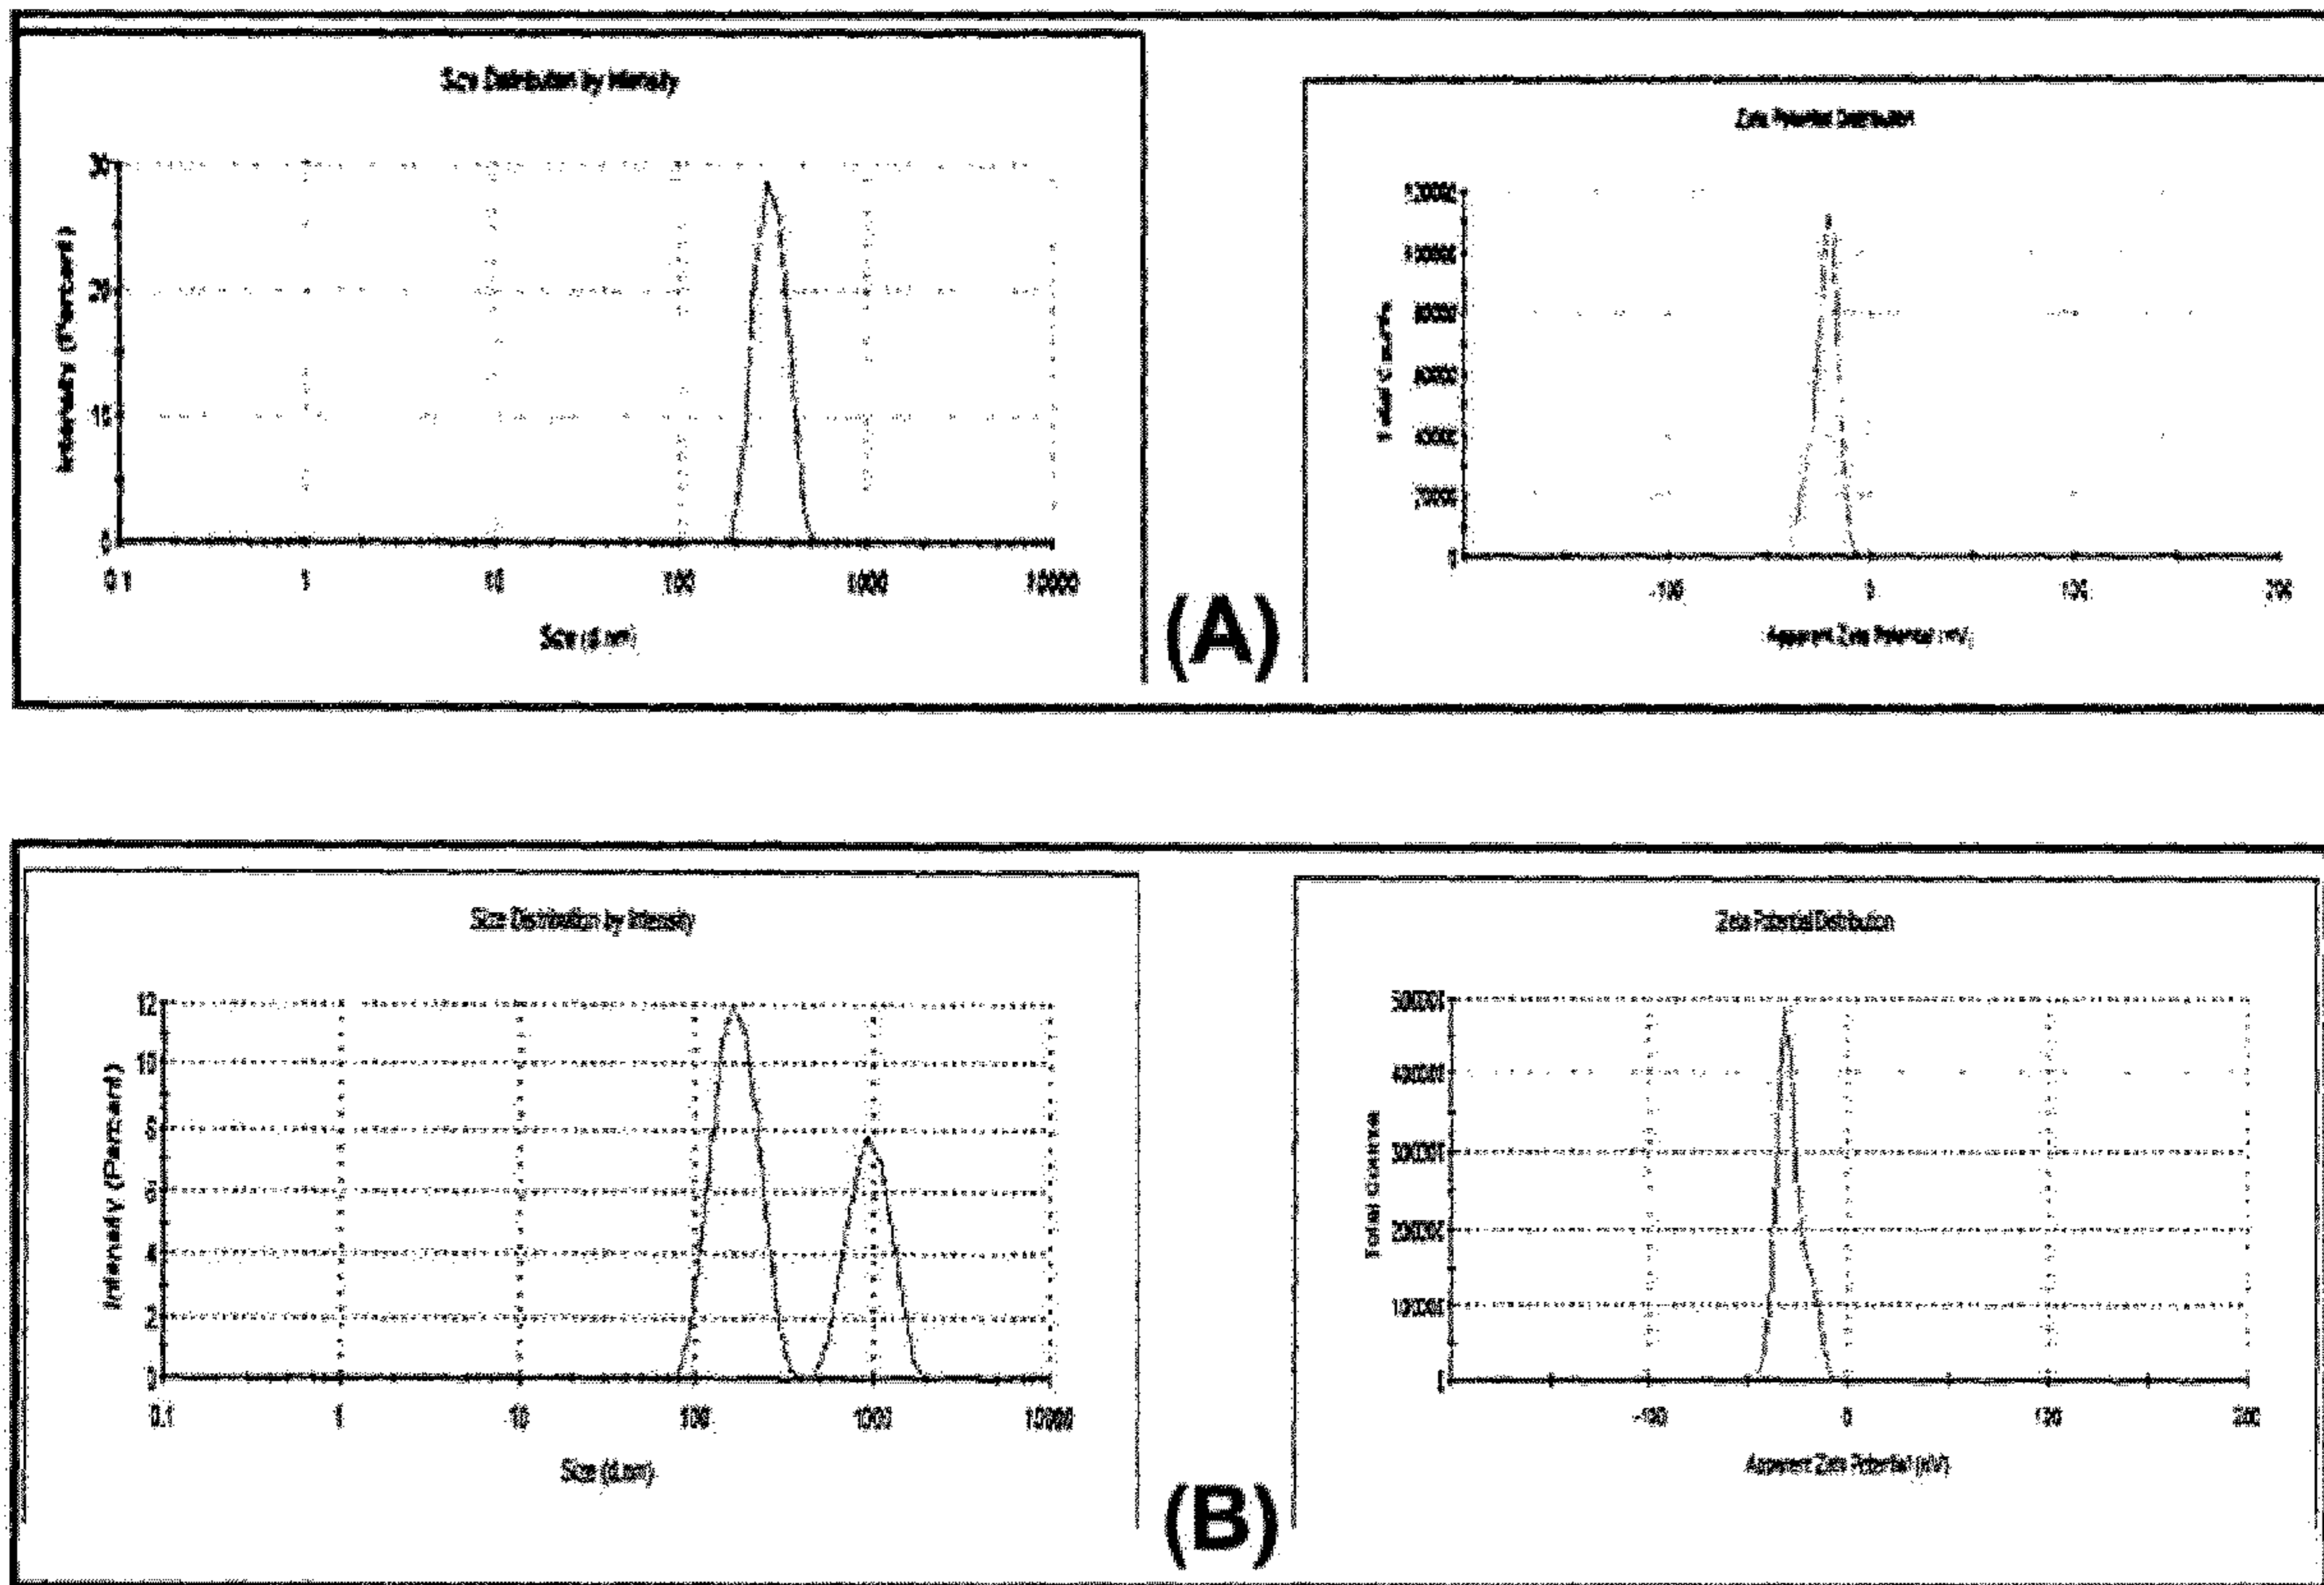 Size Distribution by Intensity
Intensity (Percent)
30
20
10
0
0.1 1 10 100 1000 10000
Size (d.nm)
Zeta Potential Distribution
Total Counts
0
-100 0 100 200
Apparent Zeta Potential (mV)
(A)
Size Distribution by Intensity
Intensity (Percent)
12
10
8
6
4
2
0
0.1 1 10 100 1000 10000
Size (d.nm)
Zeta Potential Distribution
Total Counts
500000
400000
300000
200000
100000
0
-100 0 100 200
Apparent Zeta Potential (mV)
(B)